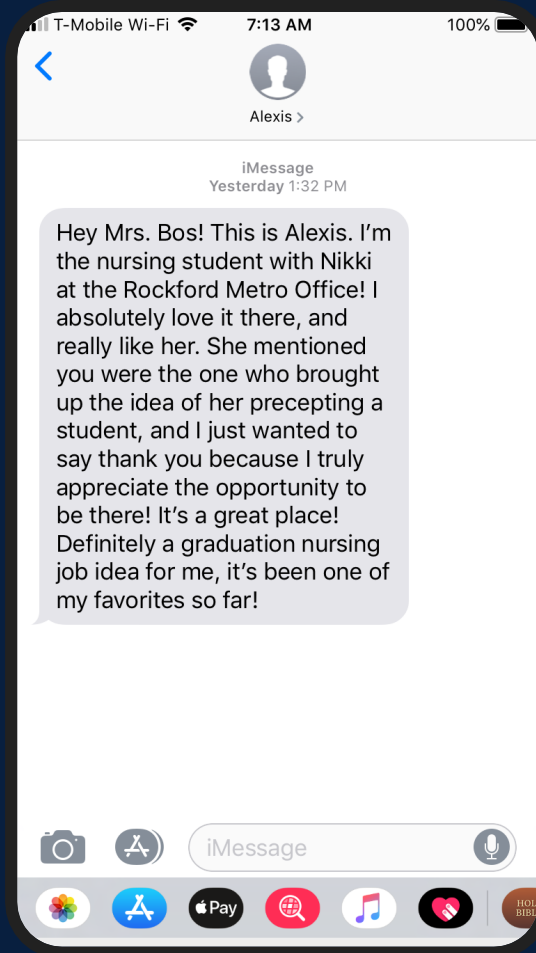 T-Mobile Wi-Fi 7:13 AM 100%
Alexis >
iMessage
Yesterday 1:32 PM
Hey Mrs. Bos! This is Alexis. I’m
the nursing student with Nikki
at the Rockford Metro Office! I
absolutely love it there, and
really like her. She mentioned
you were the one who brought
up the idea of her precepting a
student, and I just wanted to
say thank you because I truly
appreciate the opportunity to
be there! It’s a great place!
Definitely a graduation nursing
job idea for me, it’s been one of
my favorites so far!
iMessage
Pay